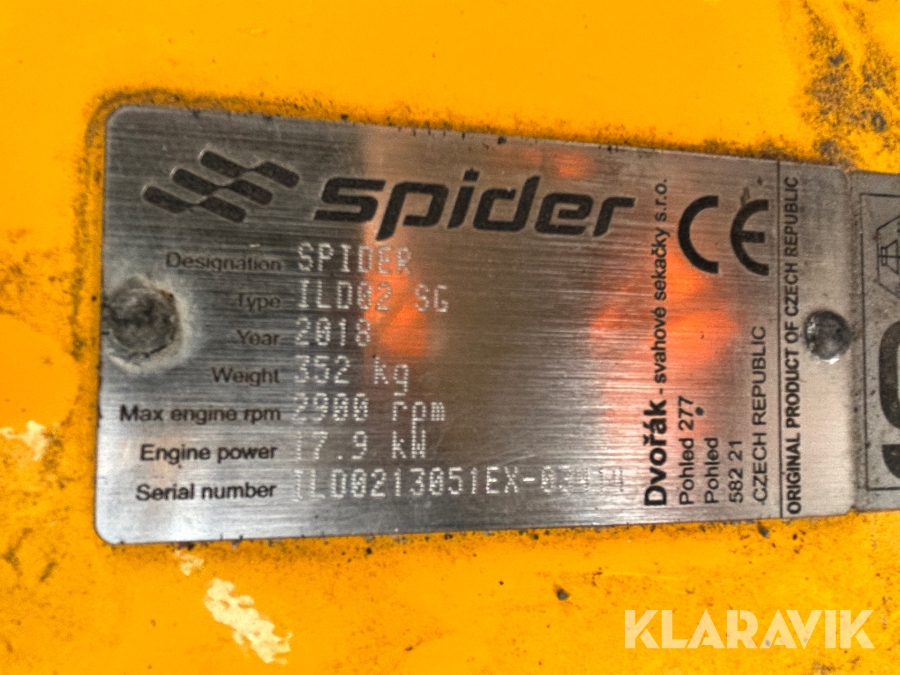 spider
Designation SPIDER
Type ILD02 SG
Year 2018
Weight 352 kg
Max engine rpm 2900 rpm
Engine power 17.9 kW
Serial number
Dvořák - svahové sekačky s.r.o.
Pohled 277
Pohled
582 21
CZECH REPUBLIC
CE
ORIGINAL PRODUCT OF CZECH REPUBLIC
KLARAVIK